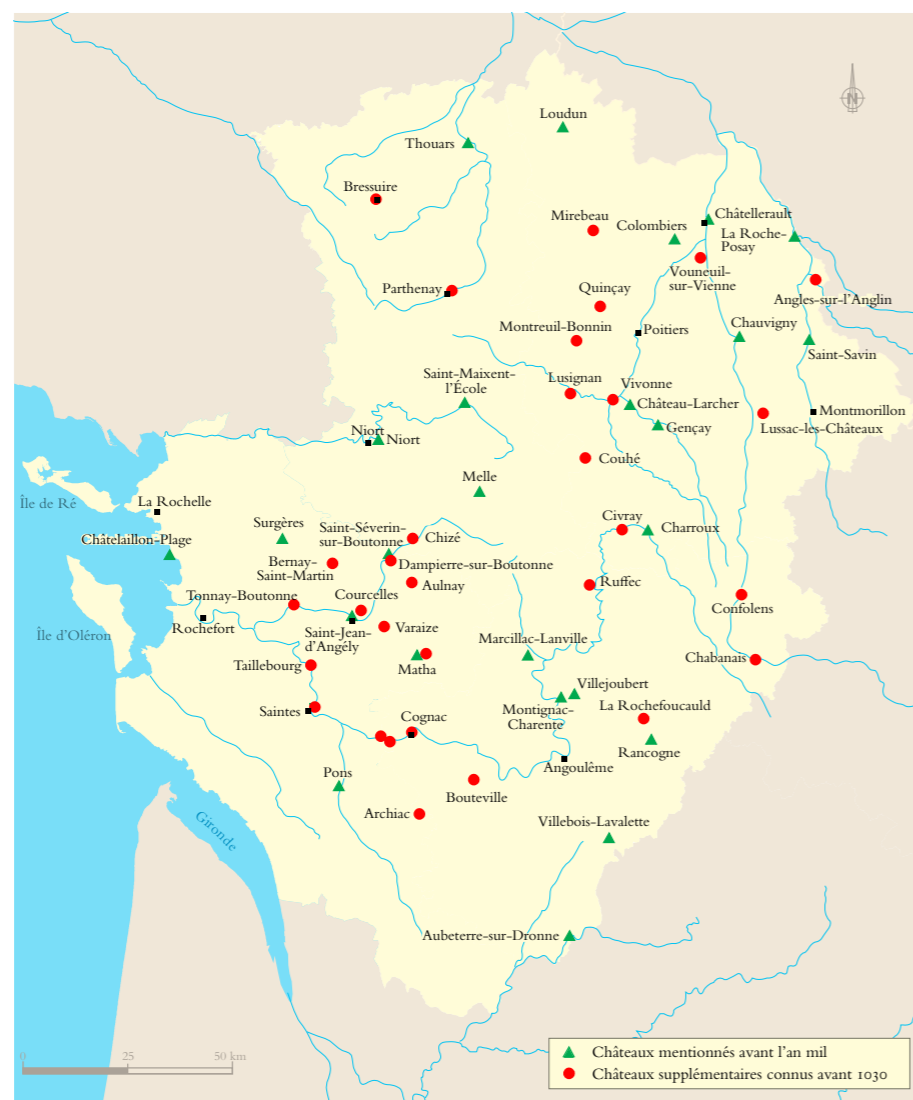 Loudun
Thouars
N
Bressuire
Mirebeau
Colombiers
Châtellerault
La Roche-
Posay
Vouneuil-
sur-Vienne
Angles-sur-l'Anglin
Parthenay
Quinçay
Montreuil-Bonnin
Poitiers
Chauvigny
Saint-Savin
Saint-Maixent-
l'École
Lusignan
Vivonne
Château-Larcher
Gençay
Montmorillon
Lussac-les-Châteaux
Niort
Niort
Couhé
Melle
Île de Ré
La Rochelle
Châtelaillon-Plage
Surgères
Saint-Séverin-
sur-Boutonne
Chizé
Civray
Charroux
Bernay-
Saint-Martin
Dampierre-sur-Boutonne
Aulnay
Ruffec
Tonnay-Boutonne
Courcelles
Confolens
Île d'Oléron
Rochefort
Saint-Jean-
d'Angély
Varaize
Marcillac-Lanville
Chabanais
Taillebourg
Matha
Villejoubert
Montignac-
Charente
La Rochefoucauld
Saintes
Cognac
Rancogne
Angoulême
Pons
Bouteville
Archiac
Gironde
Villebois-Lavalette
Aubeterre-sur-Dronne
0 25 50 km
Châteaux mentionnés avant l'an mil
Châteaux supplémentaires connus avant 1030